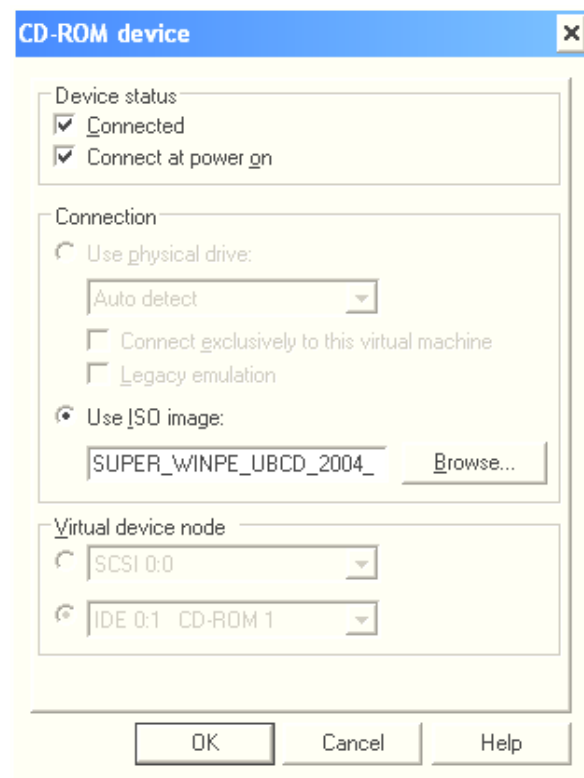 CD-ROM device
Device status
Connected
Connect at power on
Connection
Use physical drive:
Auto detect
Connect exclusively to this virtual machine
Legacy emulation
Use ISO image:
SUPER_WINPE_UBCD_2004_
Browse...
Virtual device node
SCSI 0:0
IDE 0:1 CD-ROM 1
OK Cancel Help